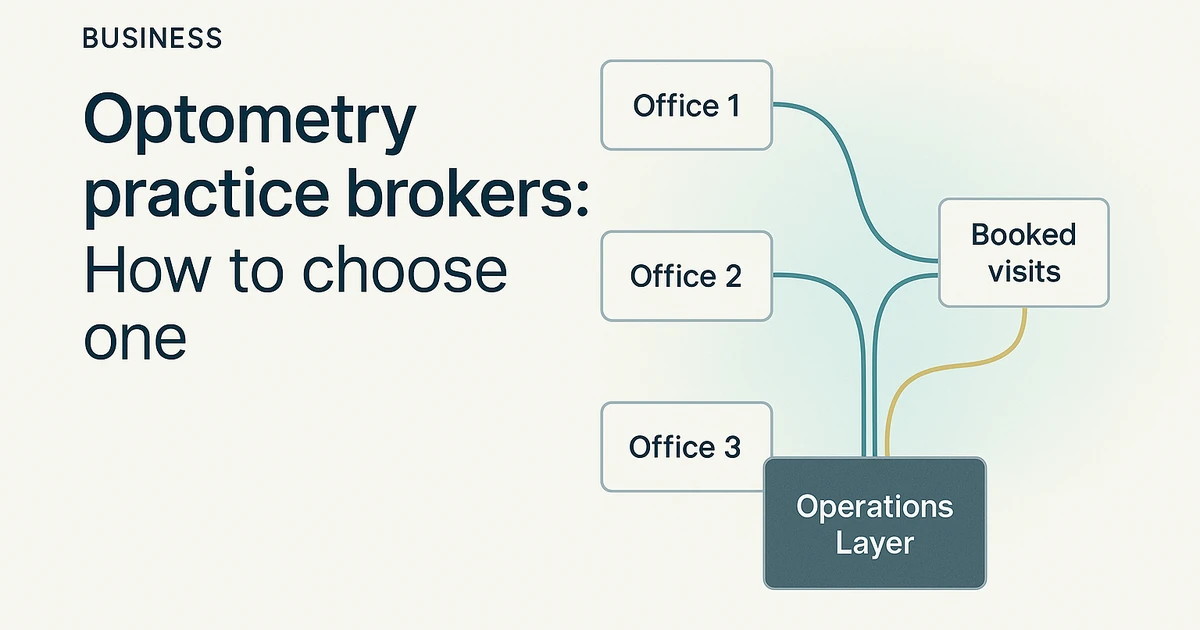 BUSINESS
Optometry
practice brokers:
How to choose
one
Office 1
Office 2
Office 3
Booked
visits
Operations
Layer